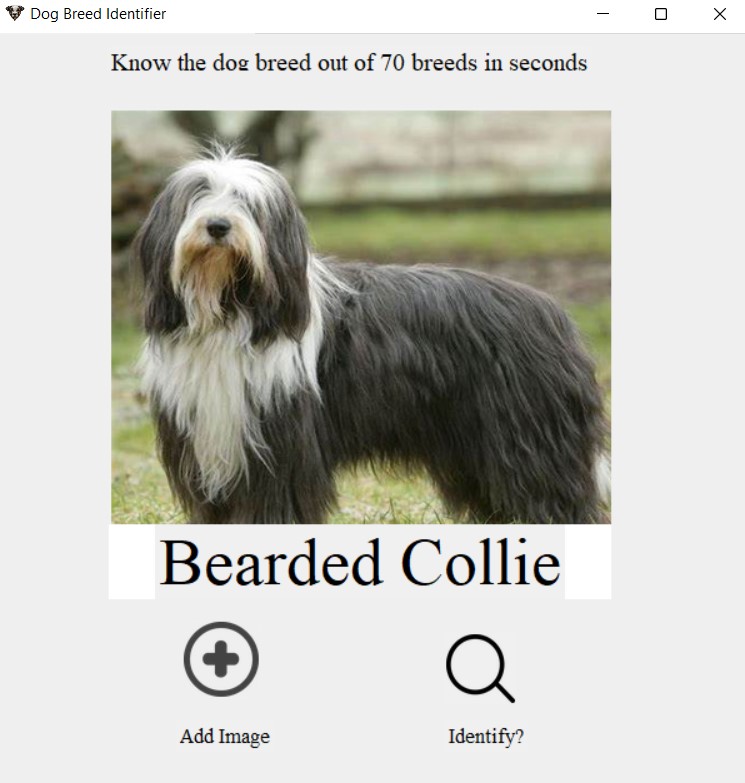 Dog Breed Identifier
Know the dog breed out of 70 breeds in seconds
Bearded Collie
Add Image
Identify?